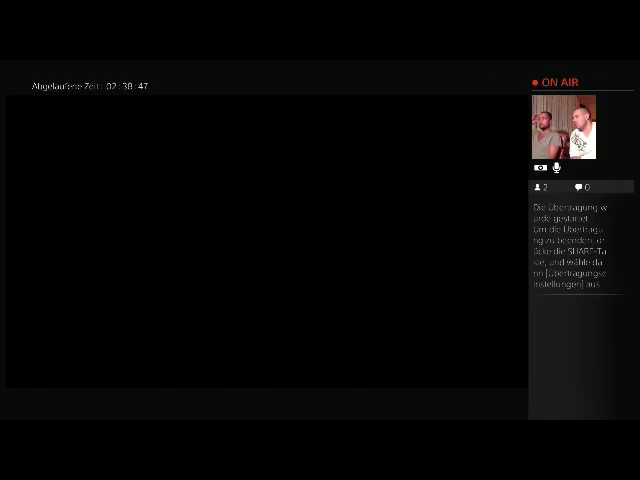 Abgelaufene Zeit: 02:38:47
ON AIR
2 0
Die Übertragung w
urde gestartet.
Um die Übertragu
ng zu beenden, dr
ücke die SHARE-Ta
ste, und wähle da
nn [Übertragungse
instellungen] aus.